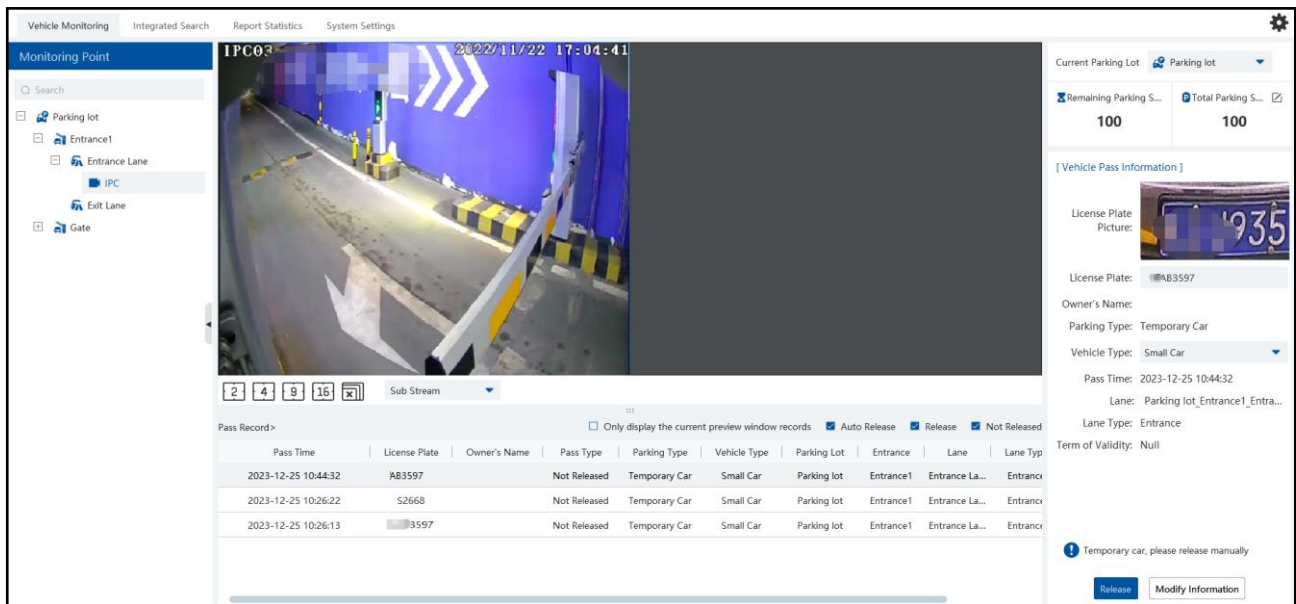 Vehicle Monitoring Integrated Search Report Statistics System Settings
Monitoring Point
Search
Parking lot
Entrance1
Entrance Lane
IPC
Exit Lane
Gate
IPC03 2022/11/22 17:04:41
2 4 9 16 Sub Stream
Pass Record> Only display the current preview window records Auto Release Release Not Released
Pass Time License Plate Owner's Name Pass Type Parking Type Vehicle Type Parking Lot Entrance Lane Lane Typ
2023-12-25 10:44:32 AB3597 Not Released Temporary Car Small Car Parking lot Entrance1 Entrance La... Entrance
2023-12-25 10:26:22 S2668 Not Released Temporary Car Small Car Parking lot Entrance1 Entrance La... Entrance
2023-12-25 10:26:13 3597 Not Released Temporary Car Small Car Parking lot Entrance1 Entrance La... Entrance
Current Parking Lot Parking lot
Remaining Parking S... Total Parking S...
100 100
[ Vehicle Pass Information ]
License Plate Picture: 935
License Plate: AB3597
Owner's Name:
Parking Type: Temporary Car
Vehicle Type: Small Car
Pass Time: 2023-12-25 10:44:32
Lane: Parking lot_Entrance1_Entra...
Lane Type: Entrance
Term of Validity: Null
Temporary car, please release manually
Release Modify Information